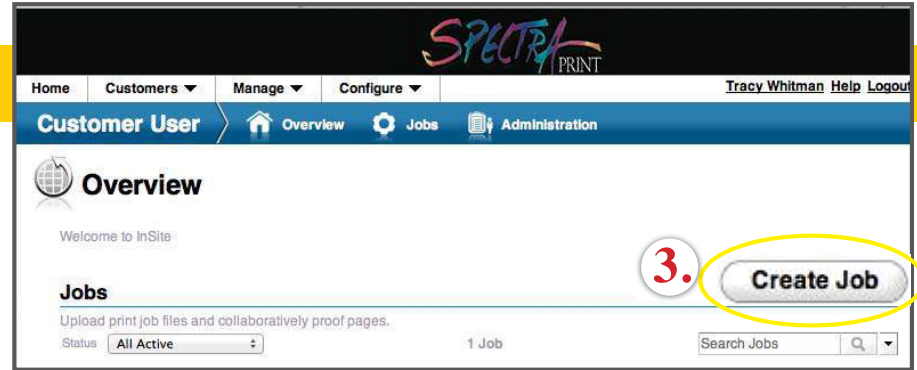 SPECTRA
PRINT
Home Customers Manage Configure Tracy Whitman Help Logout
Customer User Overview Jobs Administration
Overview
Welcome to InSite
3. Create Job
Jobs
Upload print job files and collaboratively proof pages.
Status All Active 1 Job Search Jobs